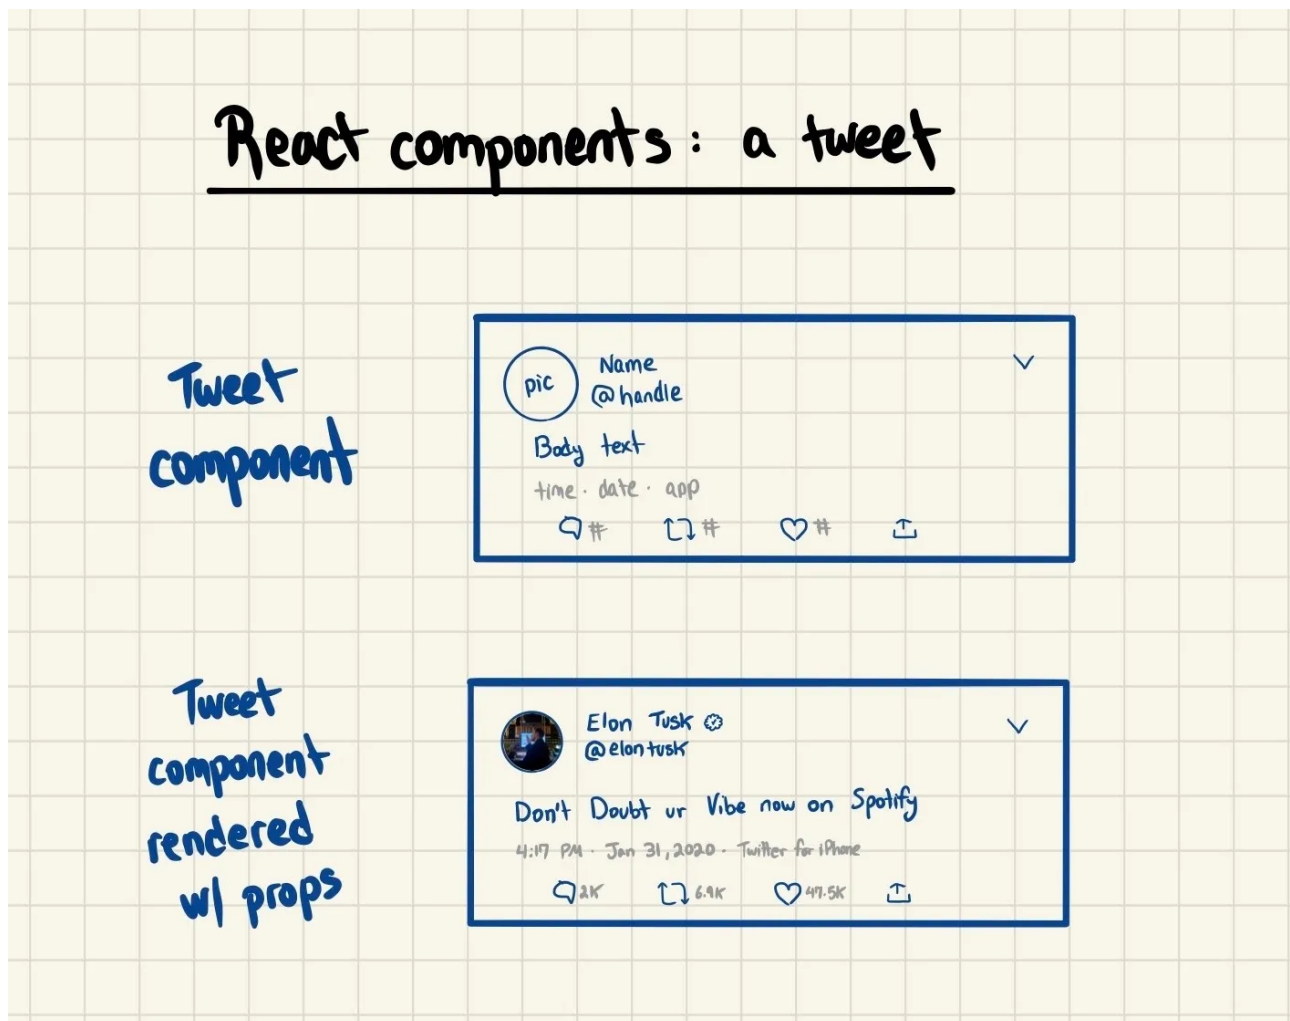 React components: a tweet
Tweet
component
pic
Name
@handle
Body text
time · date · app
# # #
Tweet
component
rendered
w/ props
Elon Tusk
@elontusk
Don't Doubt ur Vibe now on Spotify
4:17 PM · Jan 31, 2020 · Twitter for iPhone
2K 6.9K 47.5K